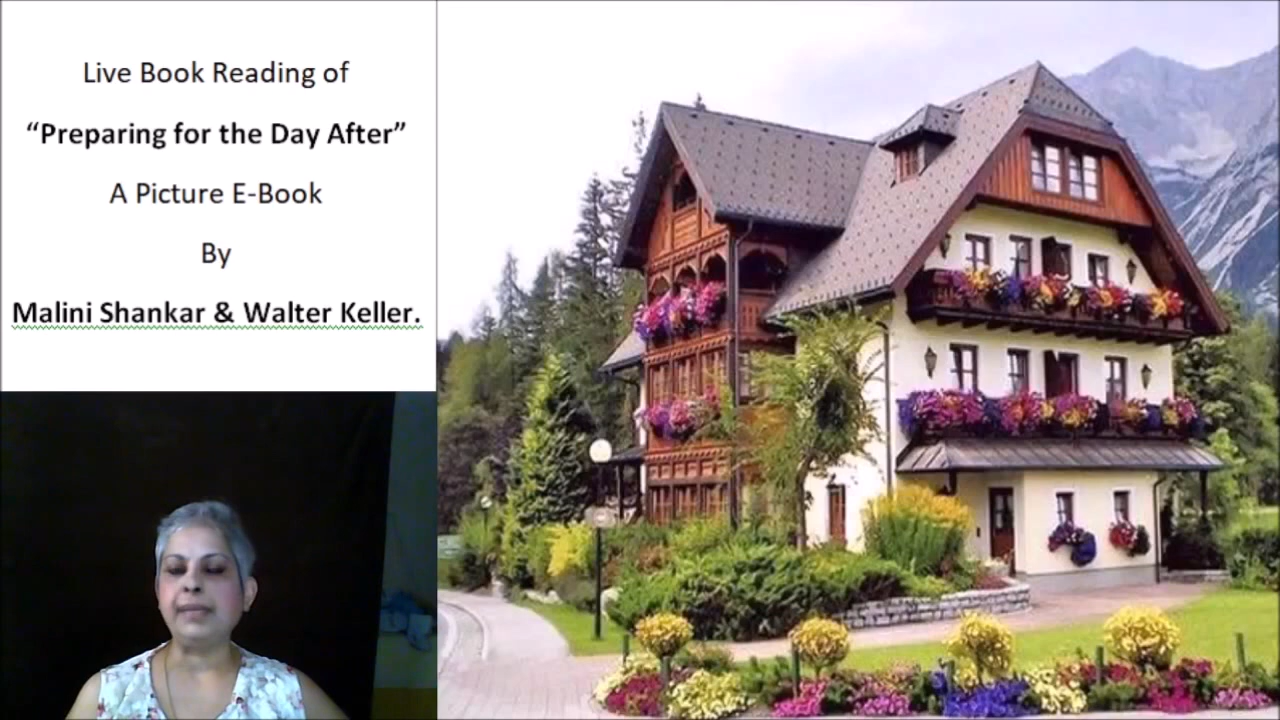 Live Book Reading of
“Preparing for the Day After”
A Picture E-Book
By
Malini Shankar & Walter Keller.